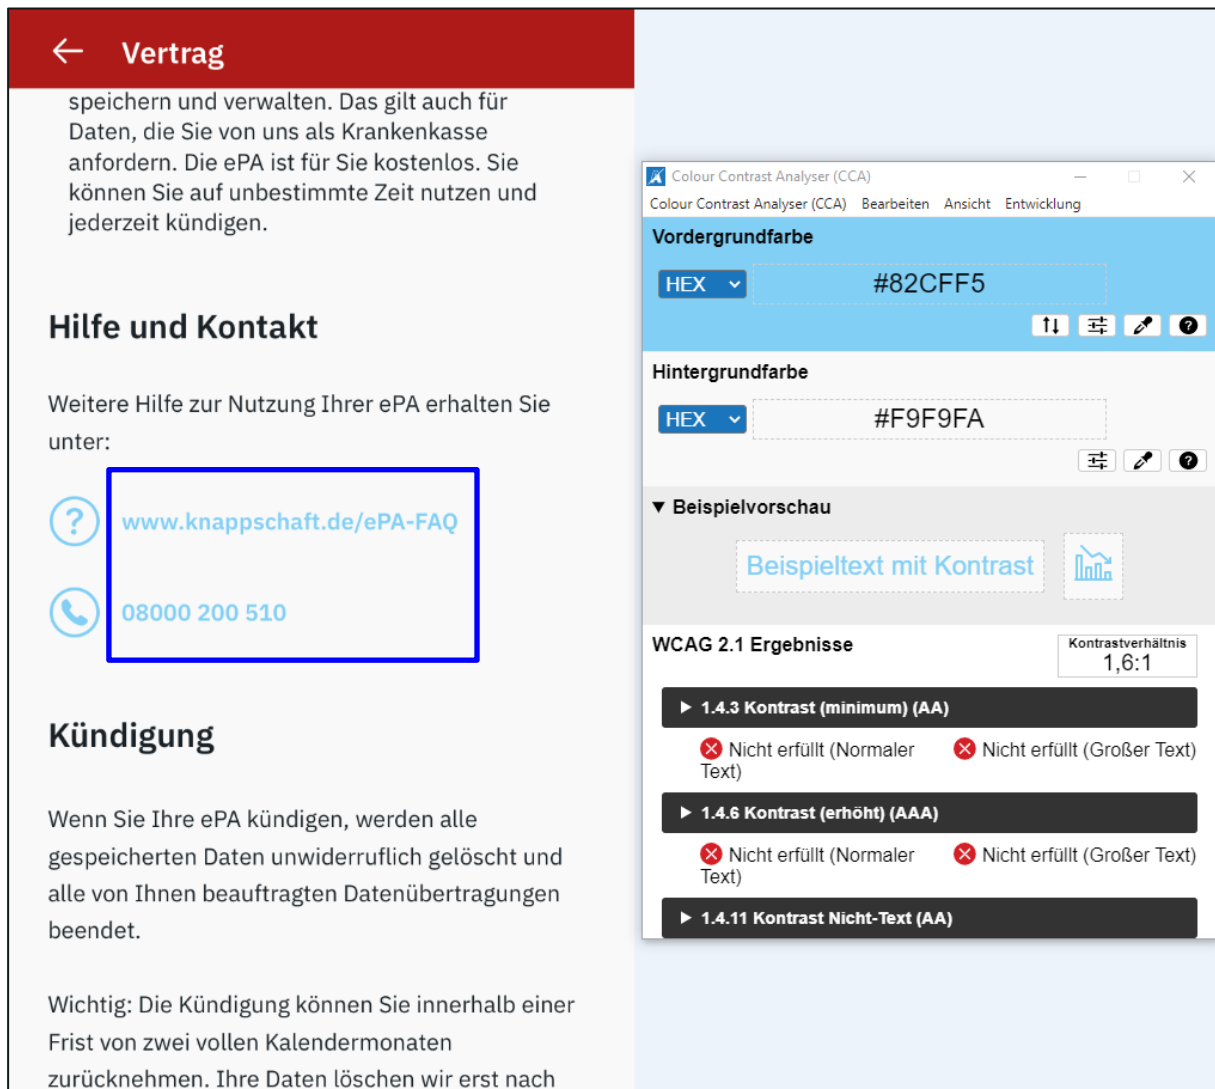 Vertrag
speichern und verwalten. Das gilt auch für
Daten, die Sie von uns als Krankenkasse
anfordern. Die ePA ist für Sie kostenlos. Sie
können Sie auf unbestimmte Zeit nutzen und
jederzeit kündigen.
Hilfe und Kontakt
Weitere Hilfe zur Nutzung Ihrer ePA erhalten Sie
unter:
www.knappschaft.de/ePA-FAQ
08000 200 510
Kündigung
Wenn Sie Ihre ePA kündigen, werden alle
gespeicherten Daten unwiderruflich gelöscht und
alle von Ihnen beauftragten Datenübertragungen
beendet.
Wichtig: Die Kündigung können Sie innerhalb einer
Frist von zwei vollen Kalendermonaten
zurücknehmen. Ihre Daten löschen wir erst nach
Colour Contrast Analyser (CCA)
Colour Contrast Analyser (CCA) Bearbeiten Ansicht Entwicklung
Vordergrundfarbe
HEX #82CFF5
Hintergrundfarbe
HEX #F9F9FA
Beispielvorschau
Beispieltext mit Kontrast
WCAG 2.1 Ergebnisse
Kontrastverhältnis
1,6:1
1.4.3 Kontrast (minimum) (AA)
Nicht erfüllt (Normaler Text)
Nicht erfüllt (Großer Text)
1.4.6 Kontrast (erhöht) (AAA)
Nicht erfüllt (Normaler Text)
Nicht erfüllt (Großer Text)
1.4.11 Kontrast Nicht-Text (AA)